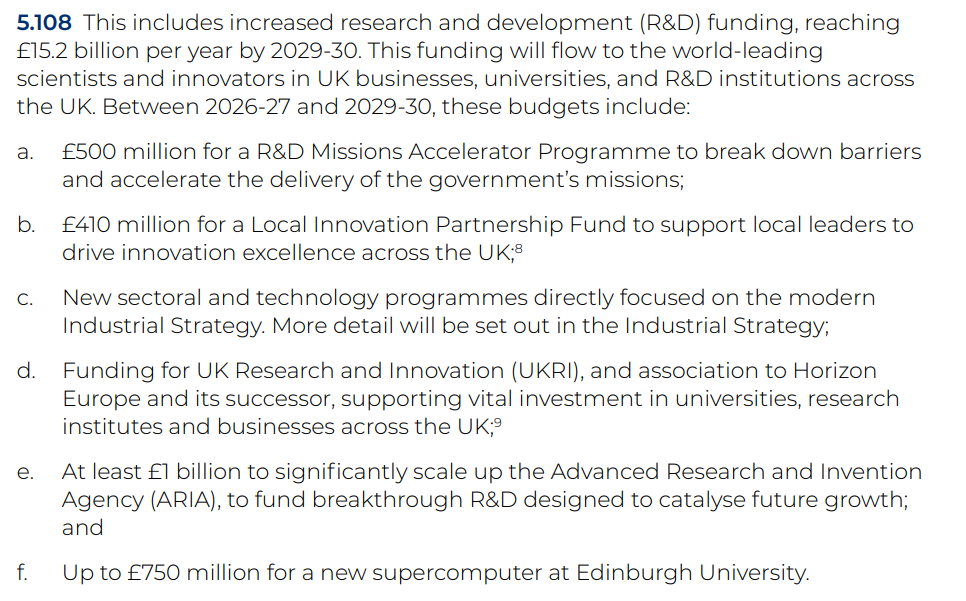 5.108 This includes increased research and development (R&D) funding, reaching
£15.2 billion per year by 2029-30. This funding will flow to the world-leading
scientists and innovators in UK businesses, universities, and R&D institutions across
the UK. Between 2026-27 and 2029-30, these budgets include:
a. £500 million for a R&D Missions Accelerator Programme to break down barriers
and accelerate the delivery of the government’s missions;
b. £410 million for a Local Innovation Partnership Fund to support local leaders to
drive innovation excellence across the UK;⁸
c. New sectoral and technology programmes directly focused on the modern
Industrial Strategy. More detail will be set out in the Industrial Strategy;
d. Funding for UK Research and Innovation (UKRI), and association to Horizon
Europe and its successor, supporting vital investment in universities, research
institutes and businesses across the UK;⁹
e. At least £1 billion to significantly scale up the Advanced Research and Invention
Agency (ARIA), to fund breakthrough R&D designed to catalyse future growth;
and
f. Up to £750 million for a new supercomputer at Edinburgh University.